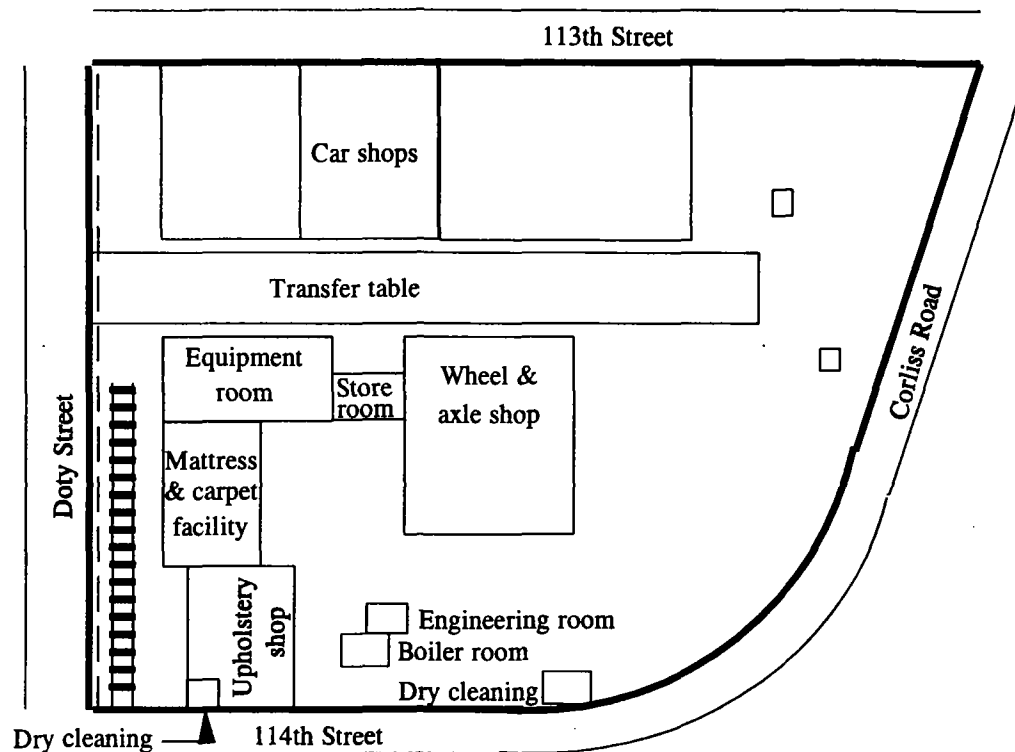 113th Street
Car shops
Transfer table
Equipment
room
Store
room
Wheel &
axle shop
Corliss Road
Doty Street
Mattress
& carpet
facility
Upholstery
shop
Engineering room
Boiler room
Dry cleaning
Dry cleaning
114th Street